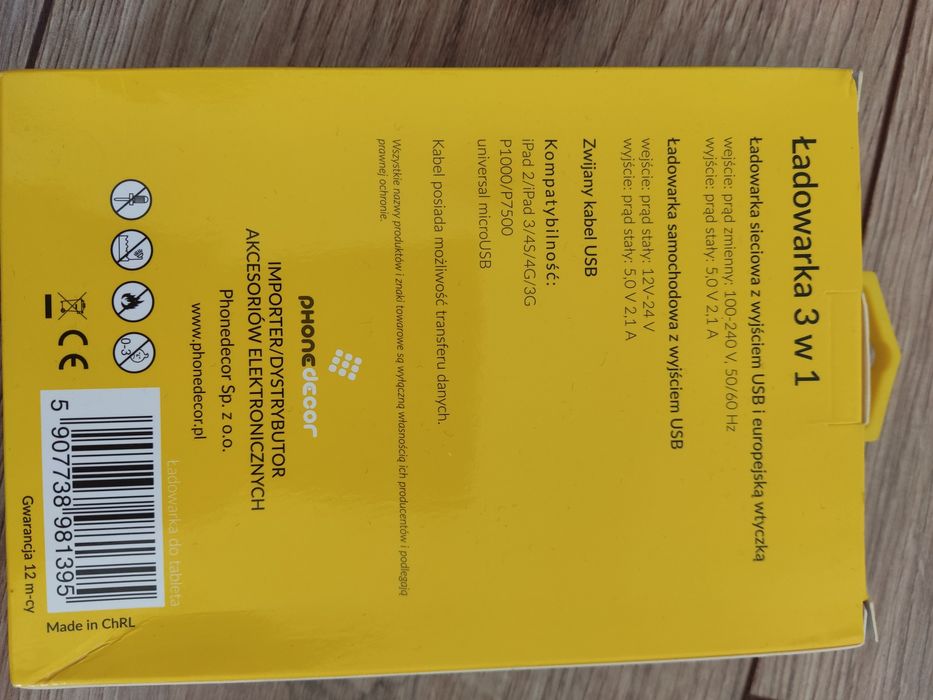 Ładowarka 3 w 1
Ładowarka sieciowa z wyjściem USB i europejską wtyczką
wejście: prąd zmienny: 100-240 V, 50/60 Hz
wyjście: prąd stały: 5,0 V 2,1 A
Ładowarka samochodowa z wyjściem USB
wejście: prąd stały: 12V-24 V
wyjście: prąd stały: 5,0 V 2,1 A
Zwijany kabel USB
Kompatybilność:
iPad 2/iPad 3/4S/4G/3G
P1000/P7500
universal microUSB
Kabel posiada możliwość transferu danych.
Wszystkie nazwy produktów i znaki towarowe są wyłączną własnością ich producentów i podlegają
prawnej ochronie.
phonedecor
IMPORTER/DYSTRYBUTOR
AKCESORIÓW ELEKTRONICZNYCH
Phonedecor Sp. z o.o.
www.phonedecor.pl
0-3
CE
Ładowarka do tableta
5 907738 981395
Gwarancja 12 m-cy
Made in ChRL